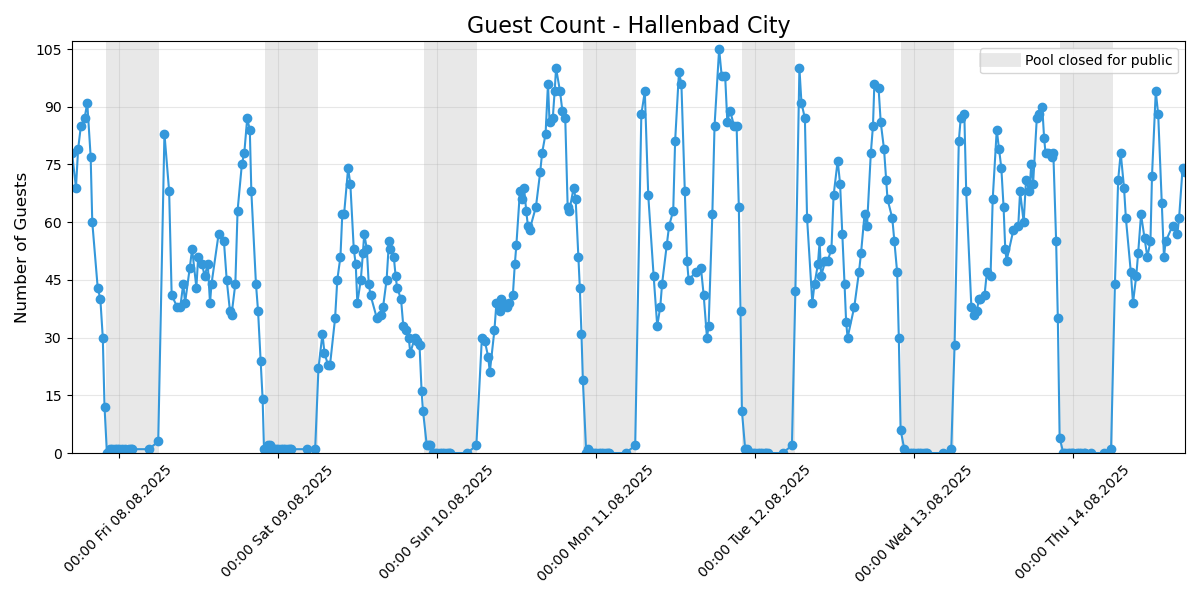 Guest Count - Hallenbad City
Pool closed for public
Number of Guests
105
90
75
60
45
30
15
0
00:00 Fri 08.08.2025
00:00 Sat 09.08.2025
00:00 Sun 10.08.2025
00:00 Mon 11.08.2025
00:00 Tue 12.08.2025
00:00 Wed 13.08.2025
00:00 Thu 14.08.2025